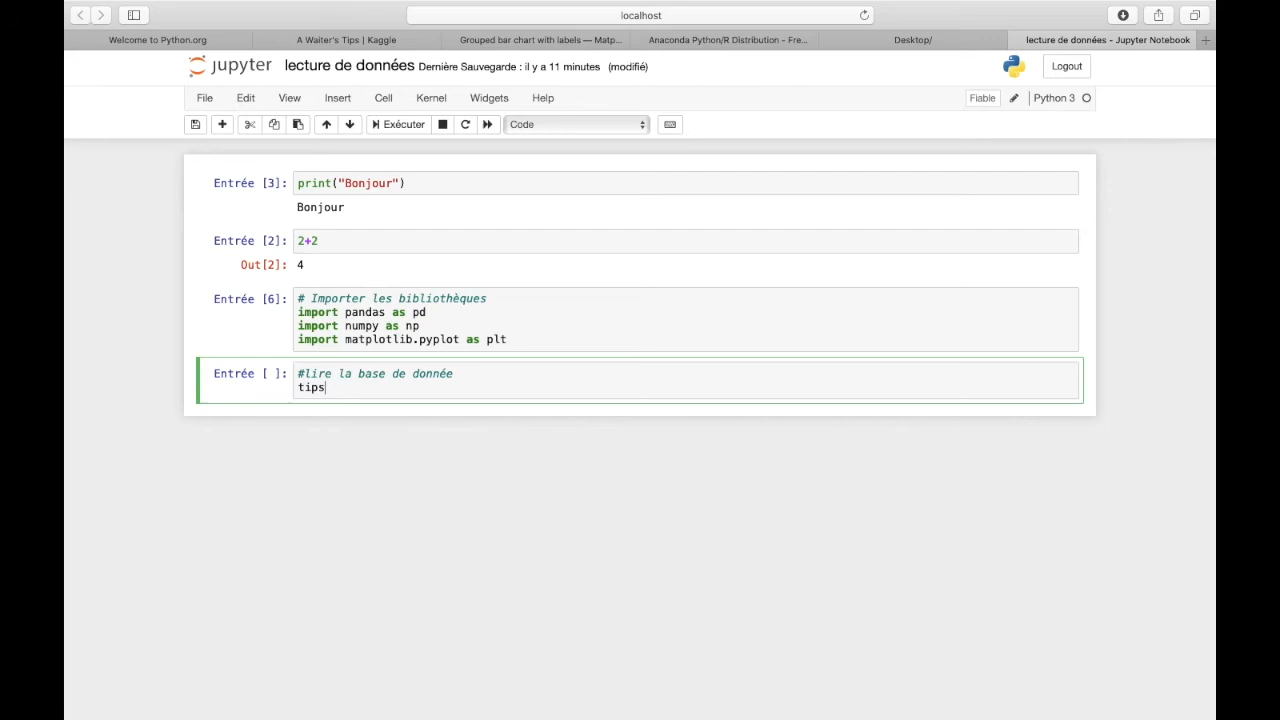 localhost
Welcome to Python.org
A Waiter's Tips | Kaggle
Grouped bar chart with labels — Matp...
Anaconda Python/R Distribution - Fre...
Desktop/
lecture de données - Jupyter Notebook
jupyter lecture de données Dernière Sauvegarde : il y a 11 minutes (modifié)
Logout
File Edit View Insert Cell Kernel Widgets Help
Fiable Python 3
Exécuter Code
Entrée [3]: print("Bonjour")
Bonjour
Entrée [2]: 2+2
Out[2]: 4
Entrée [6]: # Importer les bibliothèques
import pandas as pd
import numpy as np
import matplotlib.pyplot as plt
Entrée [ ]: #lire la base de donnée
tips